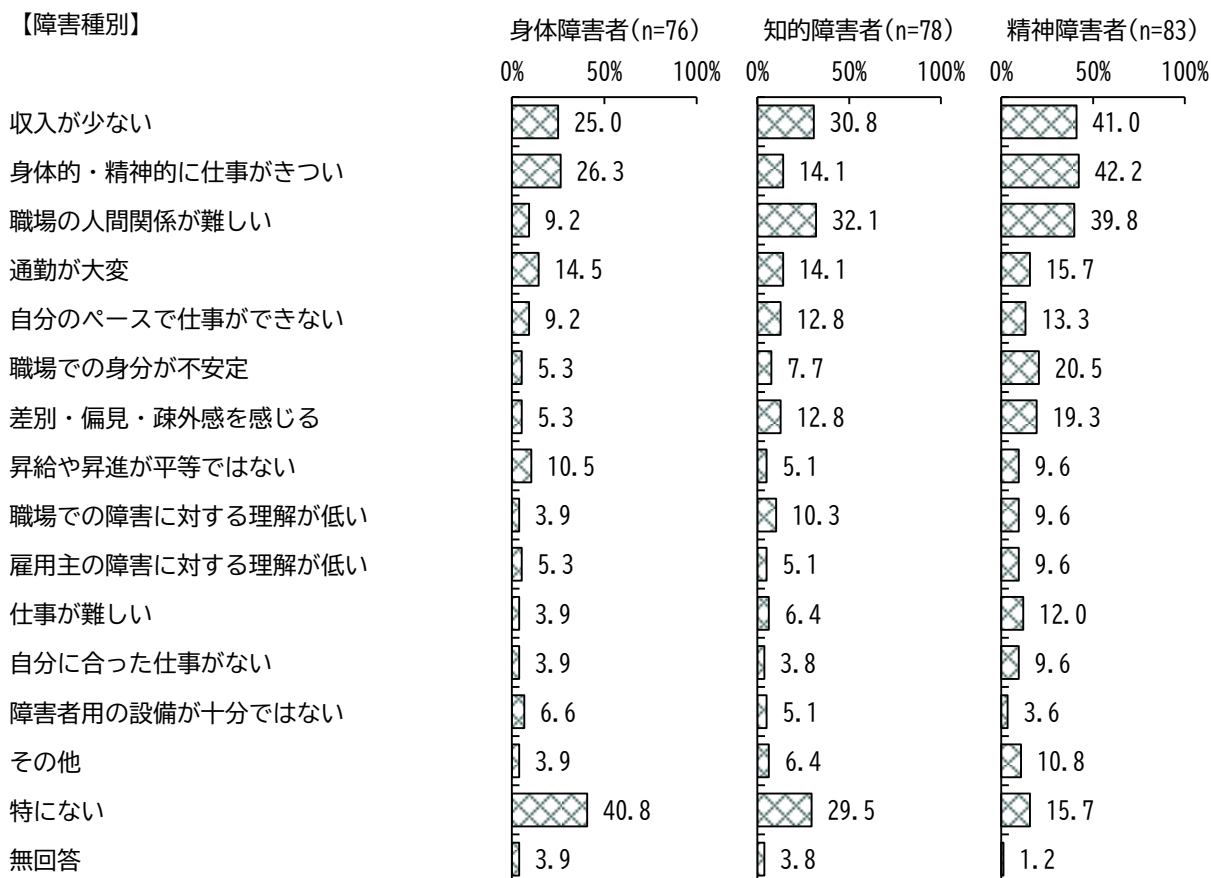 【障害種別】 身体障害者(n=76) 知的障害者(n=78) 精神障害者(n=83)
0% 50% 100% 0% 50% 100% 0% 50% 100%
収入が少ない 25.0 30.8 41.0
身体的・精神的に仕事がきつい 26.3 14.1 42.2
職場の人間関係が難しい 9.2 32.1 39.8
通勤が大変 14.5 14.1 15.7
自分のペースで仕事ができない 9.2 12.8 13.3
職場での身分が不安定 5.3 7.7 20.5
差別・偏見・疎外感を感じる 5.3 12.8 19.3
昇給や昇進が平等ではない 10.5 5.1 9.6
職場での障害に対する理解が低い 3.9 10.3 9.6
雇用主の障害に対する理解が低い 5.3 5.1 9.6
仕事が難しい 3.9 6.4 12.0
自分に合った仕事がない 3.9 3.8 9.6
障害者用の設備が十分ではない 6.6 5.1 3.6
その他 3.9 6.4 10.8
特にない 40.8 29.5 15.7
無回答 3.9 3.8 1.2